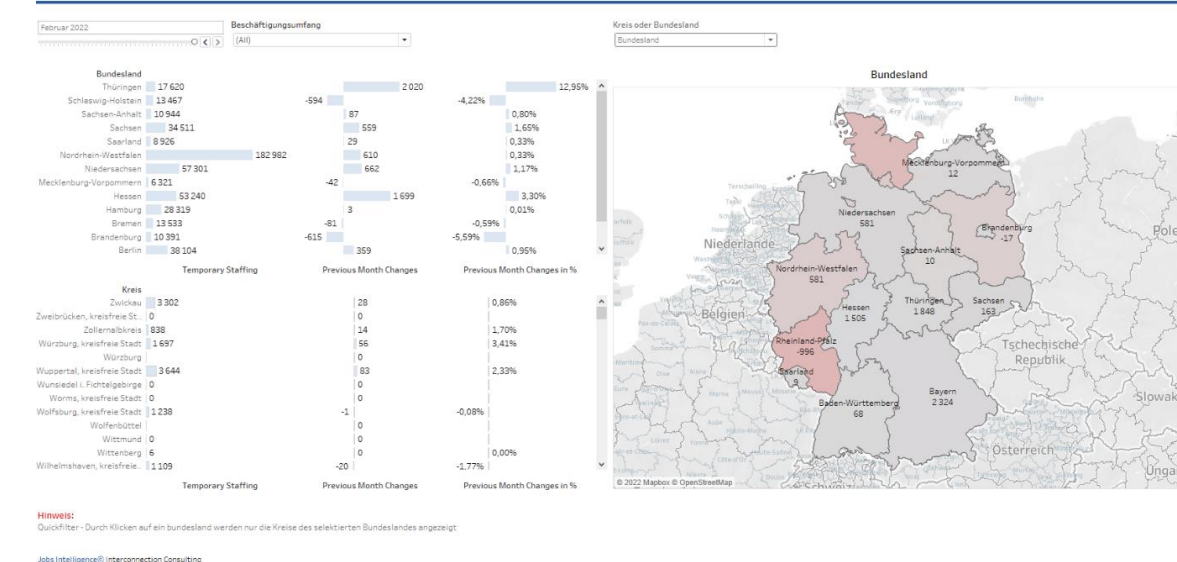 Februar 2022
Beschäftigungsumfang
(All)
Kreis oder Bundesland
Bundesland
Bundesland
Thüringen 17 620 2 020 12,95%
Schleswig-Holstein 13 467 -594 -4,22%
Sachsen-Anhalt 10 944 87 0,80%
Sachsen 34 511 559 1,65%
Saarland 8 926 29 0,33%
Nordrhein-Westfalen 182 982 610 0,33%
Niedersachsen 57 301 662 1,17%
Mecklenburg-Vorpommern 6 321 -42 -0,66%
Hessen 53 240 1 699 3,30%
Hamburg 28 319 3 0,01%
Bremen 13 533 -81 -0,59%
Brandenburg 10 391 -615 -5,59%
Berlin 38 104 359 0,95%
Temporary Staffing Previous Month Changes Previous Month Changes in %
Kreis
Zwickau 3 302 28 0,86%
Zweibrücken, kreisfreie St.. 0 0
Zollernalbkreis 838 14 1,70%
Würzburg, kreisfreie Stadt 1 697 56 3,41%
Würzburg 0
Wuppertal, kreisfreie Stadt 3 644 83 2,33%
Wunsiedel i. Fichtelgebirge 0 0
Worms, kreisfreie Stadt 0 0
Wolfsburg, kreisfreie Stadt 1 238 -1 -0,08%
Wolfenbüttel 0
Wittmund 0 0
Wittenberg 6 0 0,00%
Wilhelmshaven, kreisfreie.. 1 109 -20 -1,77%
Temporary Staffing Previous Month Changes Previous Month Changes in %
Bundesland
Bornholm
Mecklenburg-Vorpommern
12
Terschelling
Niedersachsen
581
Brandenburg
-17
Pole
Niederlande
Sachsen-Anhalt
10
Nordrhein-Westfalen
581
Hessen
1 505
Thüringen
1 848
Sachsen
163
Belgien
Rheinland-Pfalz
-996
Tschechische
Republik
Saarland
9
Slowak
Bayern
2 324
Baden-Württemberg
68
Österreich
Unga
Schweiz
© 2022 Mapbox © OpenStreetMap
Hinweis:
Quickfilter - Durch Klicken auf ein bundesland werden nur die Kreise des selektierten Bundeslandes angezeigt
Jobs Intelligence® Interconnection Consulting